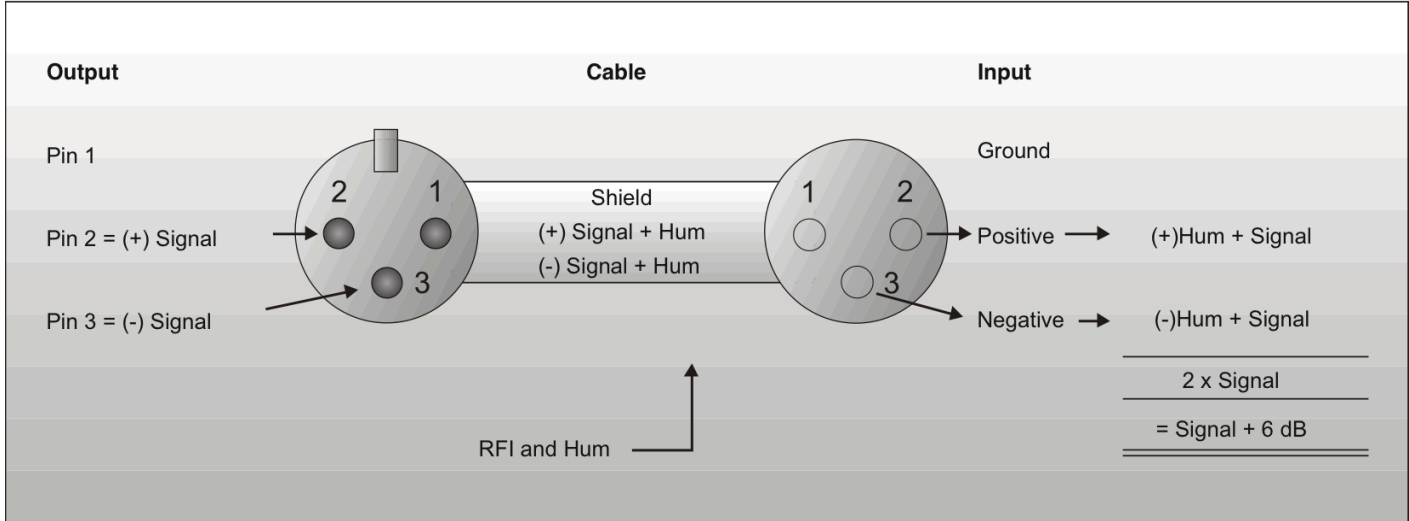 Output
Cable
Input
Pin 1
Ground
2
1
1
2
Shield
Pin 2 = (+) Signal
(+) Signal + Hum
Positive
(+)Hum + Signal
(-) Signal + Hum
3
3
Pin 3 = (-) Signal
Negative
(-)Hum + Signal
2 x Signal
= Signal + 6 dB
RFI and Hum